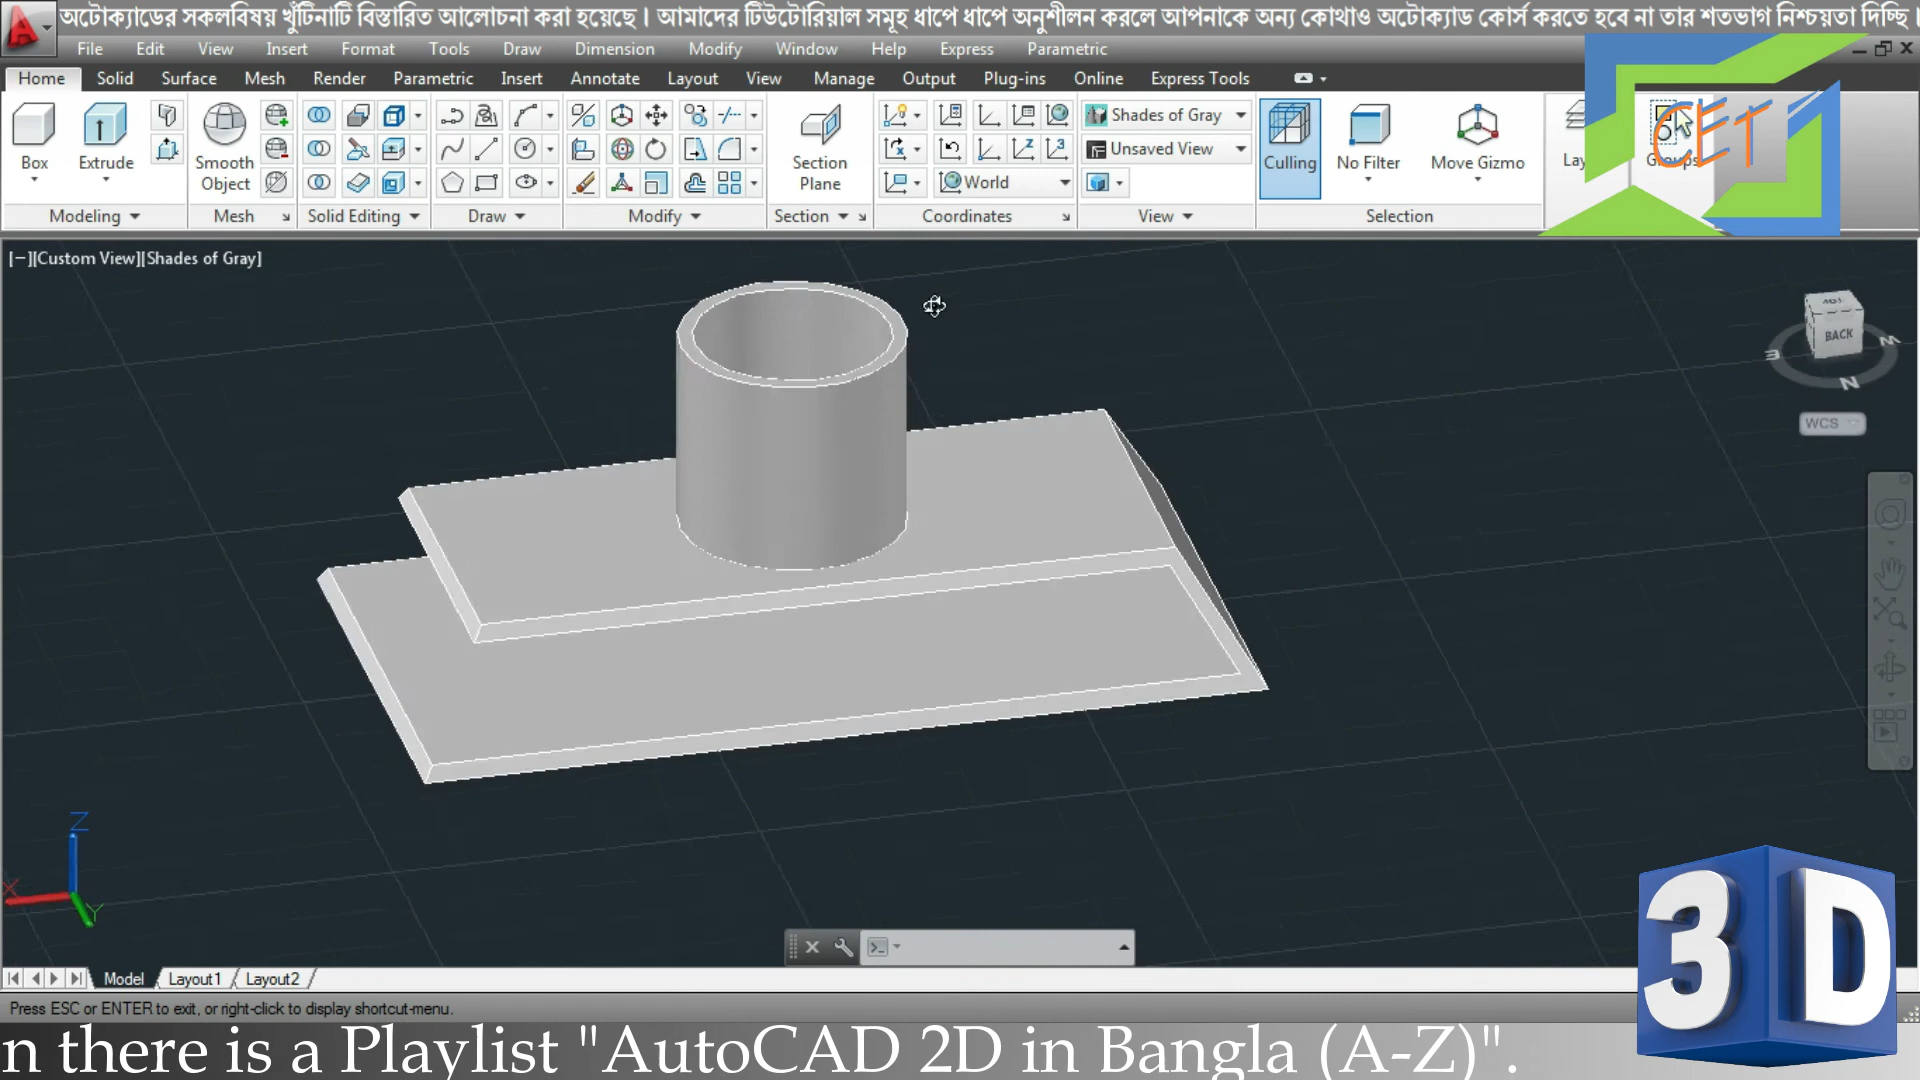 অটোক্যাডের সকলবিষয় খুঁটিনাটি বিস্তারিত আলোচনা করা হয়েছে। আমাদের টিউটোরিয়াল সমূহ ধাপে ধাপে অনুশীলন করলে আপনাকে অন্য কোথাও অটোক্যাড কোর্স করতে হবে না তার শতভাগ নিশ্চয়তা দিচ্ছি।
File Edit View Insert Format Tools Draw Dimension Modify Window Help Express Parametric
Home Solid Surface Mesh Render Parametric Insert Annotate Layout View Manage Output Plug-ins Online Express Tools
Box Extrude Smooth Object Section Plane Shades of Gray Unsaved View World Culling No Filter Move Gizmo CET
Modeling Mesh Solid Editing Draw Modify Section Coordinates View Selection
[−][Custom View][Shades of Gray]
BACK
E N W
WCS
Z
X
Y
Model Layout1 Layout2
Press ESC or ENTER to exit, or right-click to display shortcut-menu.
3D
n there is a Playlist "AutoCAD 2D in Bangla (A-Z)".